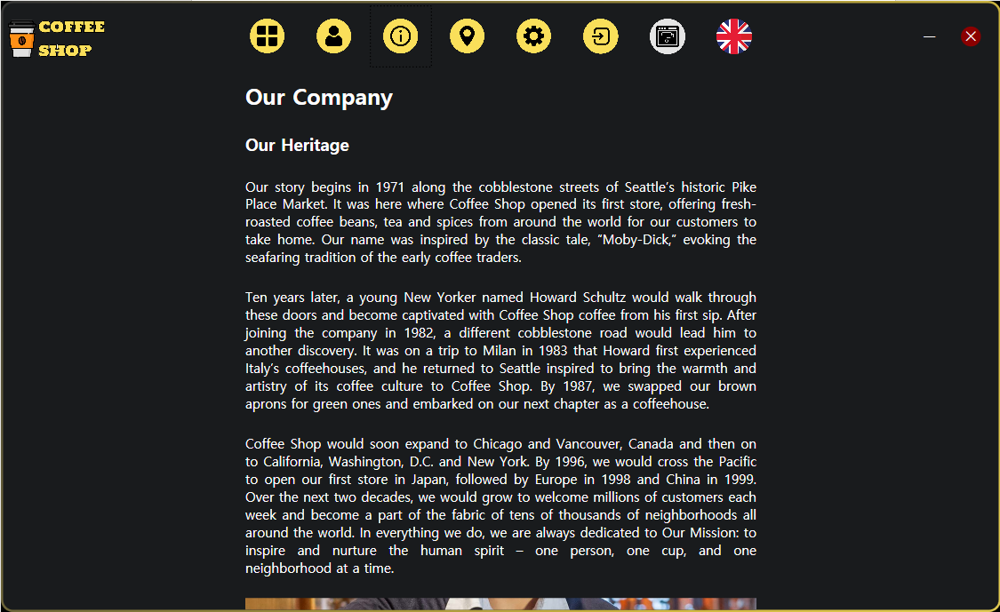 COFFEE
SHOP
Our Company
Our Heritage
Our story begins in 1971 along the cobblestone streets of Seattle’s historic Pike
Place Market. It was here where Coffee Shop opened its first store, offering fresh-
roasted coffee beans, tea and spices from around the world for our customers to
take home. Our name was inspired by the classic tale, “Moby-Dick,” evoking the
seafaring tradition of the early coffee traders.
Ten years later, a young New Yorker named Howard Schultz would walk through
these doors and become captivated with Coffee Shop coffee from his first sip. After
joining the company in 1982, a different cobblestone road would lead him to
another discovery. It was on a trip to Milan in 1983 that Howard first experienced
Italy’s coffeehouses, and he returned to Seattle inspired to bring the warmth and
artistry of its coffee culture to Coffee Shop. By 1987, we swapped our brown
aprons for green ones and embarked on our next chapter as a coffeehouse.
Coffee Shop would soon expand to Chicago and Vancouver, Canada and then on
to California, Washington, D.C. and New York. By 1996, we would cross the Pacific
to open our first store in Japan, followed by Europe in 1998 and China in 1999.
Over the next two decades, we would grow to welcome millions of customers each
week and become a part of the fabric of tens of thousands of neighborhoods all
around the world. In everything we do, we are always dedicated to Our Mission: to
inspire and nurture the human spirit – one person, one cup, and one
neighborhood at a time.